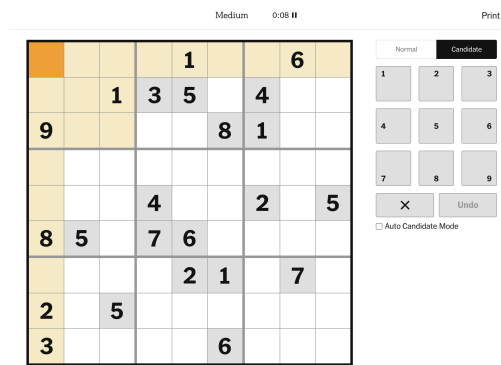 Medium 0:08 Print
1 6
1 3 5 4
9 8 1
4 2 5
8 5 7 6
2 1 7
2 5
3 6
Normal Candidate
1 2 3
4 5 6
7 8 9
× Undo
Auto Candidate Mode